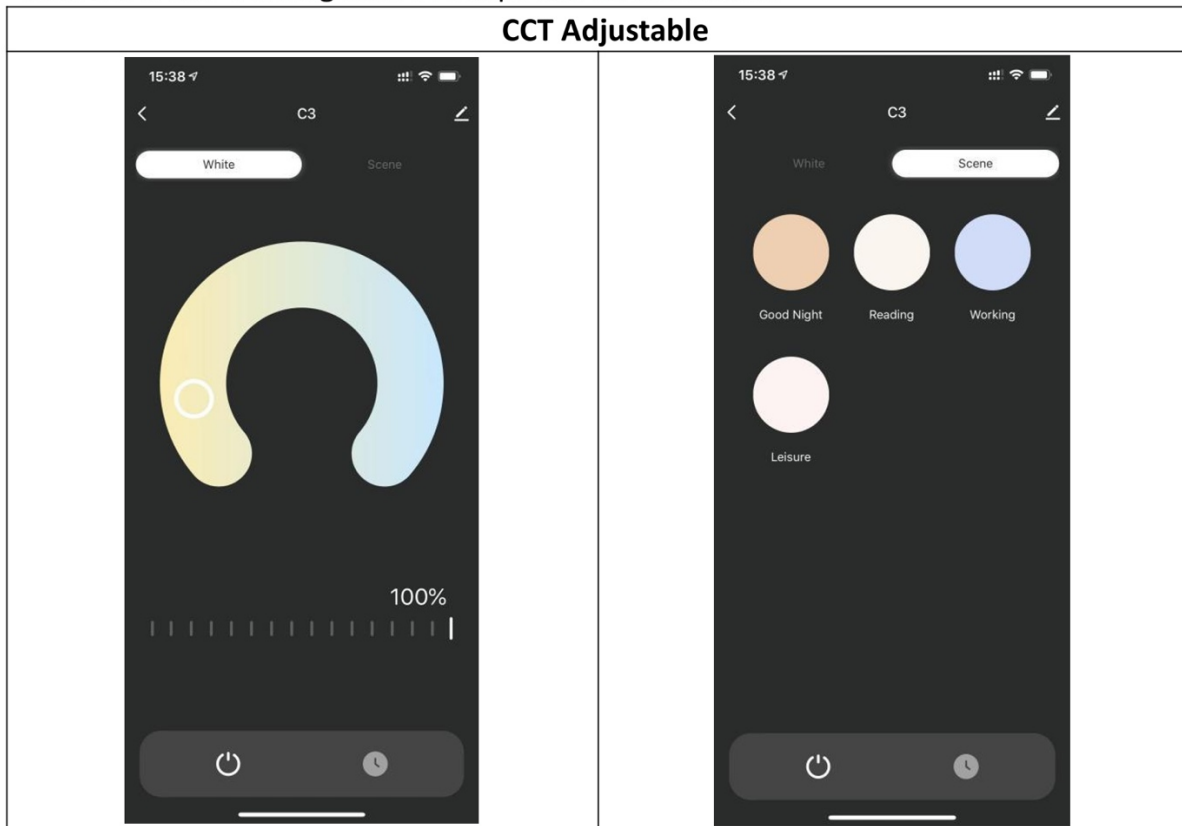 CCT Adjustable
15:38
C3
White Scene
100%
15:38
C3
White Scene
Good Night Reading Working
Leisure